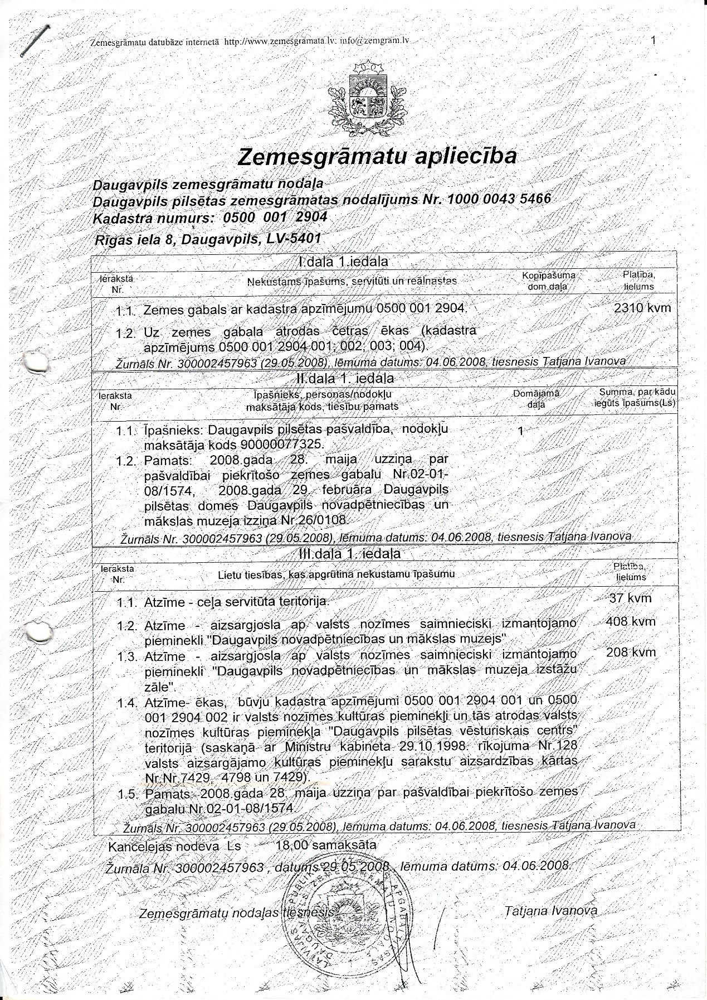 Zemesgrāmatu datubāze internetā http://www.zemesgramata.lv. info@zemgram.lv
1
Zemesgrāmatu apliecība
Daugavpils zemesgrāmatu nodaļa
Daugavpils pilsētas zemesgrāmatas nodalījums Nr. 1000 0043 5466
Kadastra numurs: 0500 001 2904
Rīgas iela 8, Daugavpils, LV-5401
I.daļa 1.iedaļa
Ieraksta Nekustams īpašums, servitūti un reālnastas Kopīpašuma Platība,
Nr. dom.daļa lielums
1.1. Zemes gabals ar kadastra apzīmējumu 0500 001 2904. 2310 kvm
1.2. Uz zemes gabala atrodas četras ēkas (kadastra
apzīmējums 0500 001 2904 001; 002; 003; 004).
Žurnāls Nr. 300002457963 (29.05.2008), lēmuma datums: 04.06.2008, tiesnesis Tatjana Ivanova
II.daļa 1. iedaļa
Ieraksta Īpašnieks, personas/nodokļu Domājamā Summa, par kādu
Nr. maksātāja kods, tiesību pamats daļa iegūts īpašums(Ls)
1.1. Īpašnieks: Daugavpils pilsētas pašvaldība, nodokļu 1
maksātāja kods 90000077325.
1.2. Pamats: 2008.gada 28. maija uzziņa par
pašvaldībai piekrītošo zemes gabalu Nr.02-01-
08/1574, 2008.gada 29. februāra Daugavpils
pilsētas domes Daugavpils novadpētniecības un
mākslas muzeja izziņa Nr.26/0108.
Žurnāls Nr. 300002457963 (29.05.2008), lēmuma datums: 04.06.2008, tiesnesis Tatjana Ivanova
III.daļa 1. iedaļa
Ieraksta Lietu tiesības, kas apgrūtina nekustamu īpašumu Platība,
Nr. lielums
1.1. Atzīme - ceļa servitūta teritorija. 37 kvm
1.2. Atzīme - aizsargjosla ap valsts nozīmes saimnieciski izmantojamo 408 kvm
pieminekli "Daugavpils novadpētniecības un mākslas muzejs"
1.3. Atzīme - aizsargjosla ap valsts nozīmes saimnieciski izmantojamo 208 kvm
pieminekli "Daugavpils novadpētniecības un mākslas muzeja izstāžu
zāle".
1.4. Atzīme- ēkas, būvju kadastra apzīmējumi 0500 001 2904 001 un 0500
001 2904 002 ir valsts nozīmes kultūras pieminekļi un tās atrodas valsts
nozīmes kultūras pieminekļa "Daugavpils pilsētas vēsturiskais centrs"
teritorijā (saskaņā ar Ministru kabineta 29.10.1998. rīkojuma Nr.128
valsts aizsargājamo kultūras pieminekļu sarakstu aizsardzības kārtas
Nr.Nr.7429, 4798 un 7429).
1.5. Pamats: 2008.gada 28. maija uzziņa par pašvaldībai piekrītošo zemes
gabalu Nr.02-01-08/1574.
Žurnāls Nr. 300002457963 (29.05.2008), lēmuma datums: 04.06.2008, tiesnesis Tatjana Ivanova
Kancelejas nodeva Ls 18,00 samaksāta
Žurnāla Nr. 300002457963 , datums 29.05.2008 , lēmuma datums: 04.06.2008.
Zemesgrāmatu nodaļas tiesnesis Tatjana Ivanova